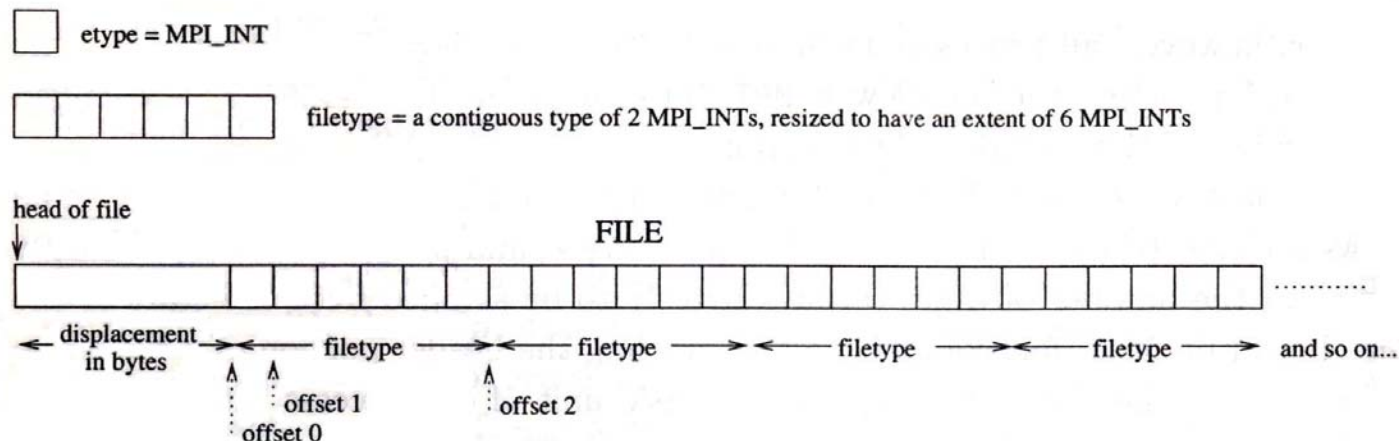 etype = MPI_INT
filetype = a contiguous type of 2 MPI_INTs, resized to have an extent of 6 MPI_INTs
head of file
FILE
displacement
in bytes
filetype
filetype
filetype
filetype
and so on...
offset 1
offset 0
offset 2